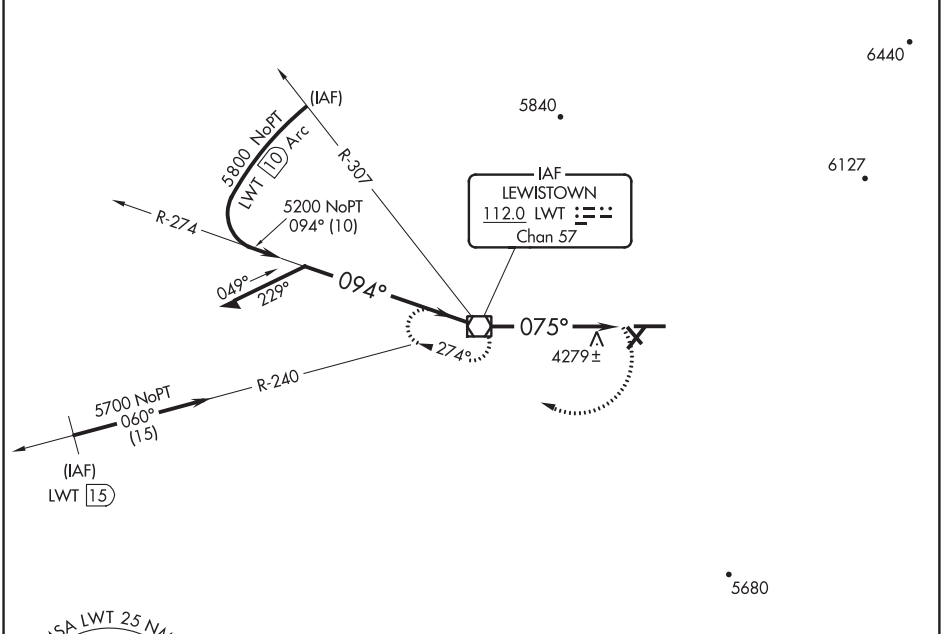 6440
5840
6127
(IAF)
5800 NoPT
LWT 10 Arc
R-307
IAF
LEWISTOWN
112.0 LWT
Chan 57
R-274
5200 NoPT
094° (10)
049°
229°
094°
274°
075°
4279±
R-240
5700 NoPT
060°
(15)
(IAF)
LWT 15
5680
MSA LWT 25 NM